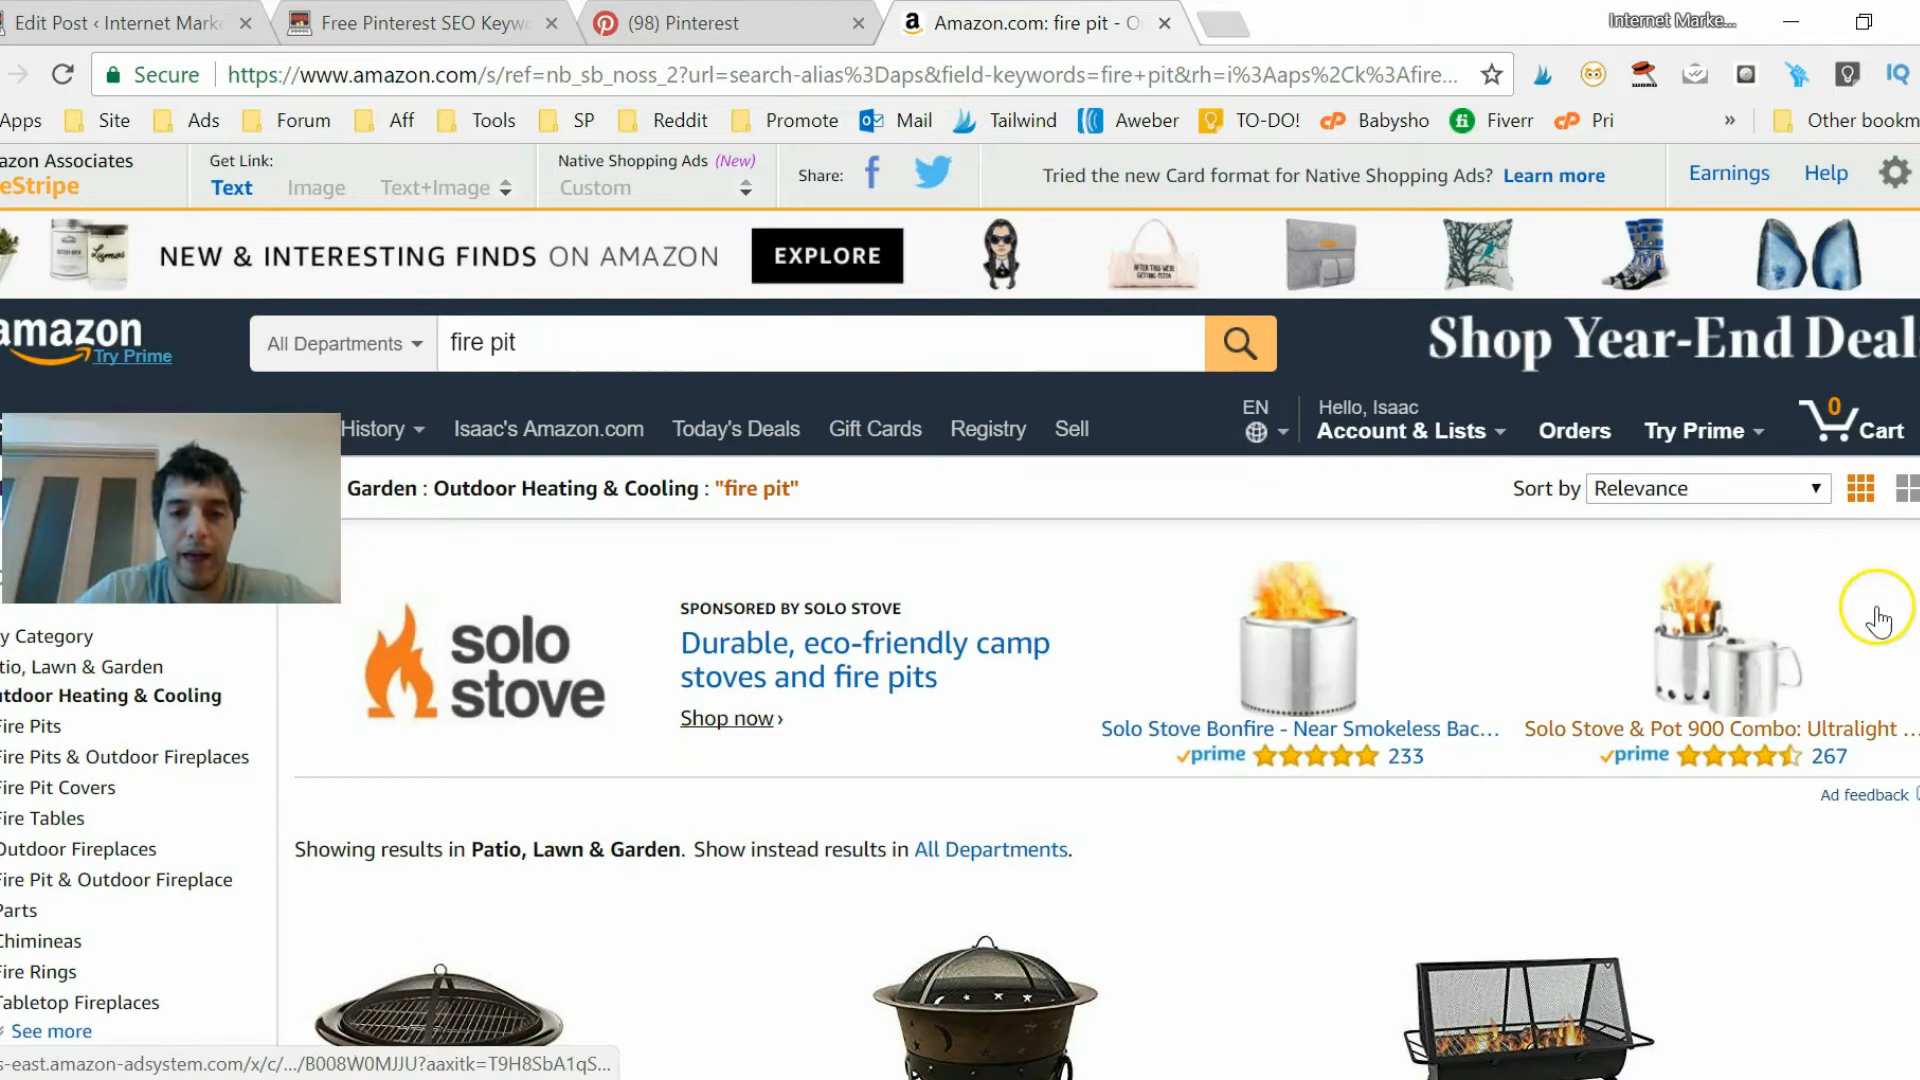 Edit Post ‹ Internet Mark
Free Pinterest SEO Keyw
(98) Pinterest
Amazon.com: fire pit - O
Internet Marke...
Secure
https://www.amazon.com/s/ref=nb_sb_noss_2?url=search-alias%3Daps&field-keywords=fire+pit&rh=i%3Aaps%2Ck%3Afire...
WORD
IQ
Apps
Site
Ads
Forum
Aff
Tools
SP
Reddit
Promote
Mail
Tailwind
Aweber
TO-DO!
Babysho
Fiverr
Pri
»
Other bookm
azon Associates
eStripe
Get Link:
Text
Image
Text+Image
Native Shopping Ads (New)
Custom
Share:
Tried the new Card format for Native Shopping Ads? Learn more
Earnings
Help
NEW & INTERESTING FINDS ON AMAZON
EXPLORE
amazon
Try Prime
All Departments
fire pit
Shop Year-End Deal
History
Isaac's Amazon.com
Today's Deals
Gift Cards
Registry
Sell
EN
Hello, Isaac
Account & Lists
Orders
Try Prime
0
Cart
Garden : Outdoor Heating & Cooling : "fire pit"
Sort by
Relevance
solo
stove
SPONSORED BY SOLO STOVE
Durable, eco-friendly camp
stoves and fire pits
Shop now ›
Solo Stove Bonfire - Near Smokeless Bac...
prime
233
Solo Stove & Pot 900 Combo: Ultralight ...
prime
267
Ad feedback
y Category
tio, Lawn & Garden
utdoor Heating & Cooling
Fire Pits
Fire Pits & Outdoor Fireplaces
Fire Pit Covers
Fire Tables
Outdoor Fireplaces
Fire Pit & Outdoor Fireplace
Parts
Chimineas
Fire Rings
Tabletop Fireplaces
See more
Showing results in Patio, Lawn & Garden. Show instead results in All Departments.
s-east.amazon-adsystem.com/x/c/.../B008W0MJJU?aaxitk=T9H8SbA1qS...